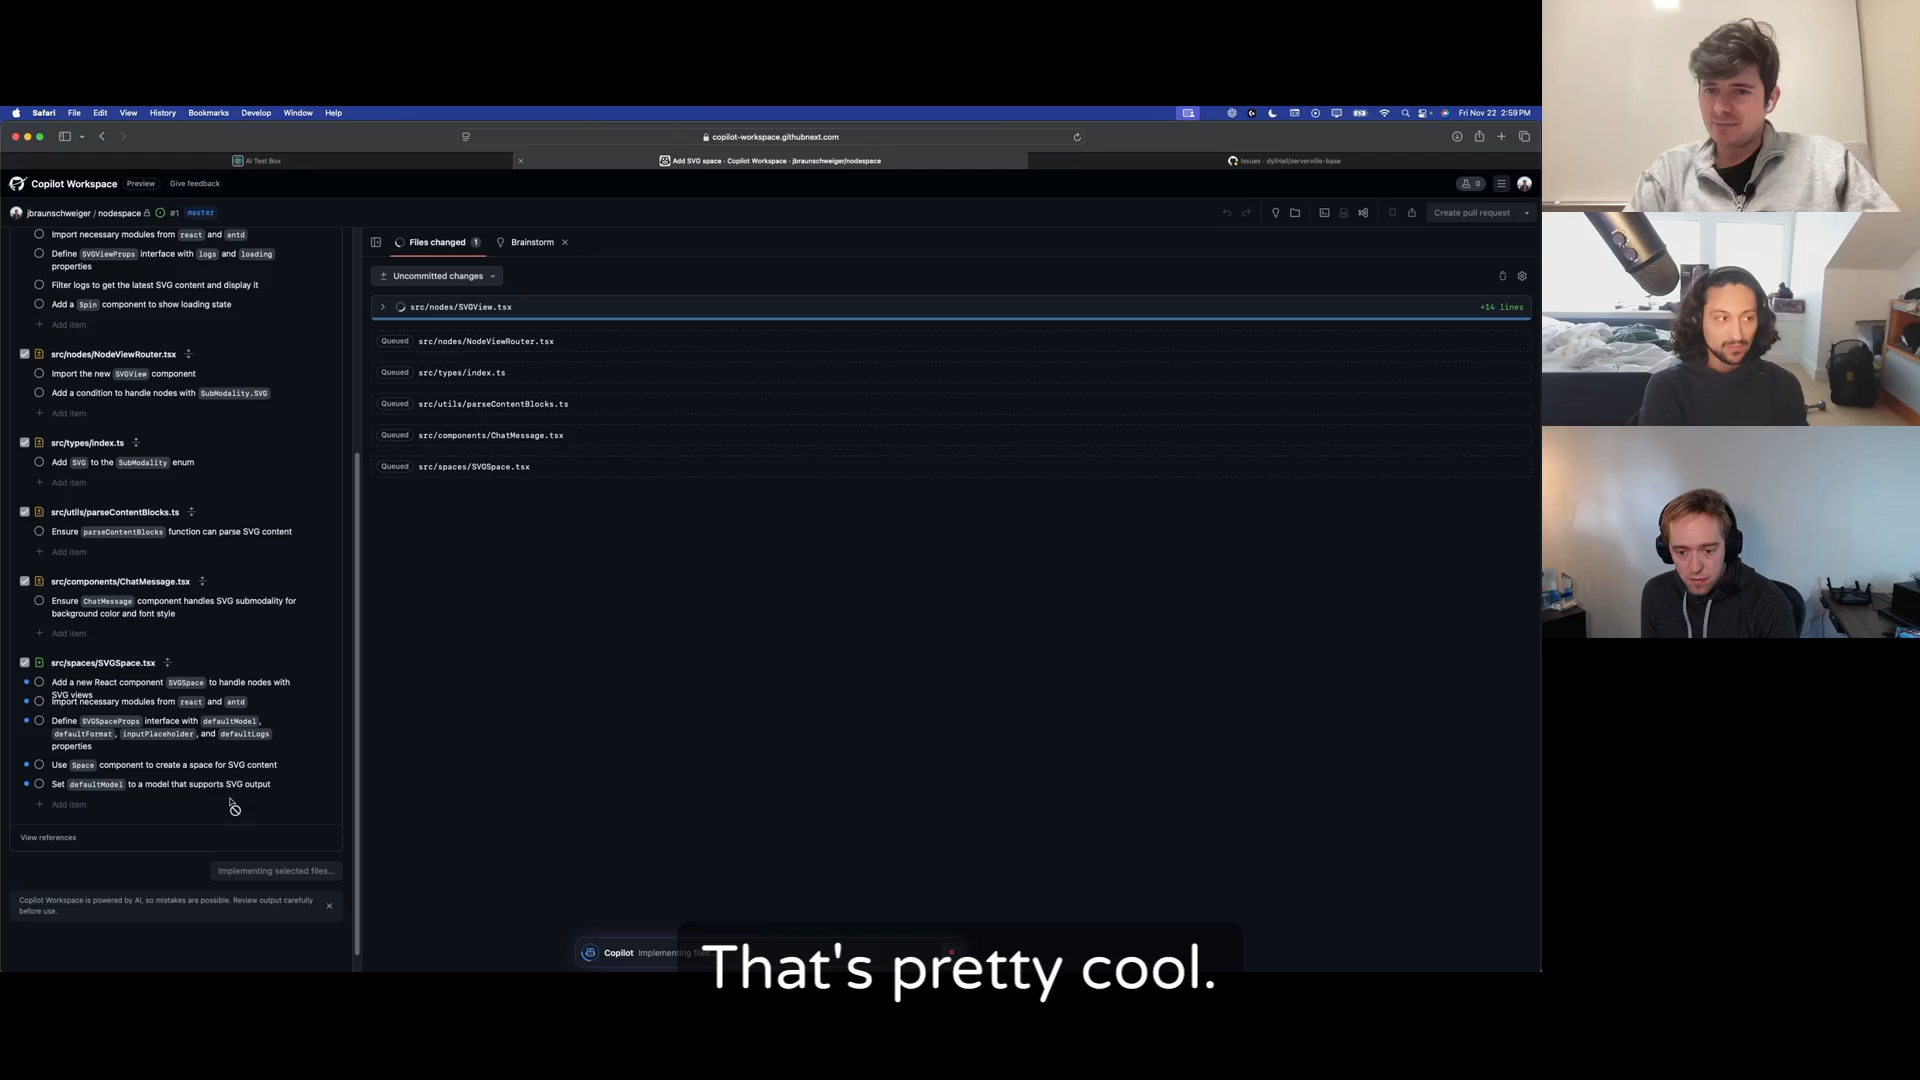 Safari File Edit View History Bookmarks Develop Window Help
Fri Nov 22 2:59 PM
copilot-workspace.githubnext.com
AI Test Box
Add SVG space · Copilot Workspace · jbraunschweiger/nodespace
Issues · dylHall/serverville-base
Copilot Workspace Preview Give feedback
0
jbraunschweiger / nodespace #1 master
Create pull request
Import necessary modules from react and antd
Define SVGViewProps interface with logs and loading
properties
Filter logs to get the latest SVG content and display it
Add a Spin component to show loading state
Add item
src/nodes/NodeViewRouter.tsx
Import the new SVGView component
Add a condition to handle nodes with SubModality.SVG
Add item
src/types/index.ts
Add SVG to the SubModality enum
Add item
src/utils/parseContentBlocks.ts
Ensure parseContentBlocks function can parse SVG content
Add item
src/components/ChatMessage.tsx
Ensure ChatMessage component handles SVG submodality for
background color and font style
Add item
src/spaces/SVGSpace.tsx
Add a new React component SVGSpace to handle nodes with
SVG views
Import necessary modules from react and antd
Define SVGSpaceProps interface with defaultModel,
defaultFormat, inputPlaceholder, and defaultLogs
properties
Use Space component to create a space for SVG content
Set defaultModel to a model that supports SVG output
Add item
View references
Implementing selected files...
Copilot Workspace is powered by AI, so mistakes are possible. Review output carefully
before use.
Files changed 1
Brainstorm
Uncommitted changes
src/nodes/SVGView.tsx
+14 lines
Queued src/nodes/NodeViewRouter.tsx
Queued src/types/index.ts
Queued src/utils/parseContentBlocks.ts
Queued src/components/ChatMessage.tsx
Queued src/spaces/SVGSpace.tsx
Copilot Implementing files...
That's pretty cool.